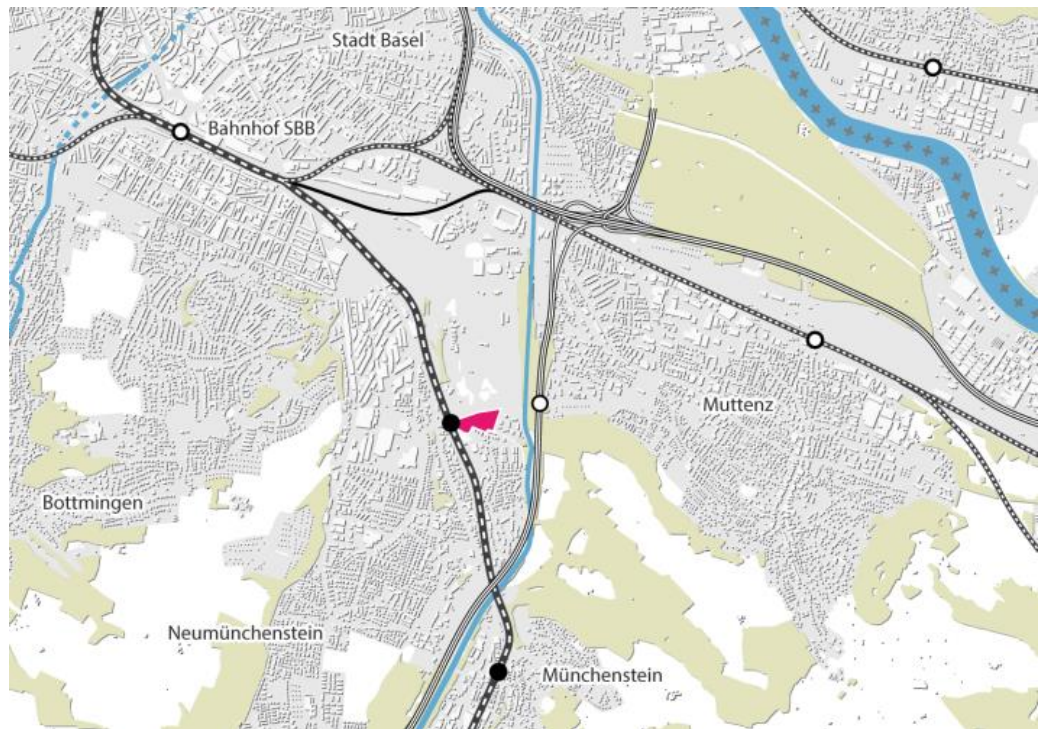 Stadt Basel
Bahnhof SBB
Muttenz
Bottmingen
Neumünchenstein
Münchenstein